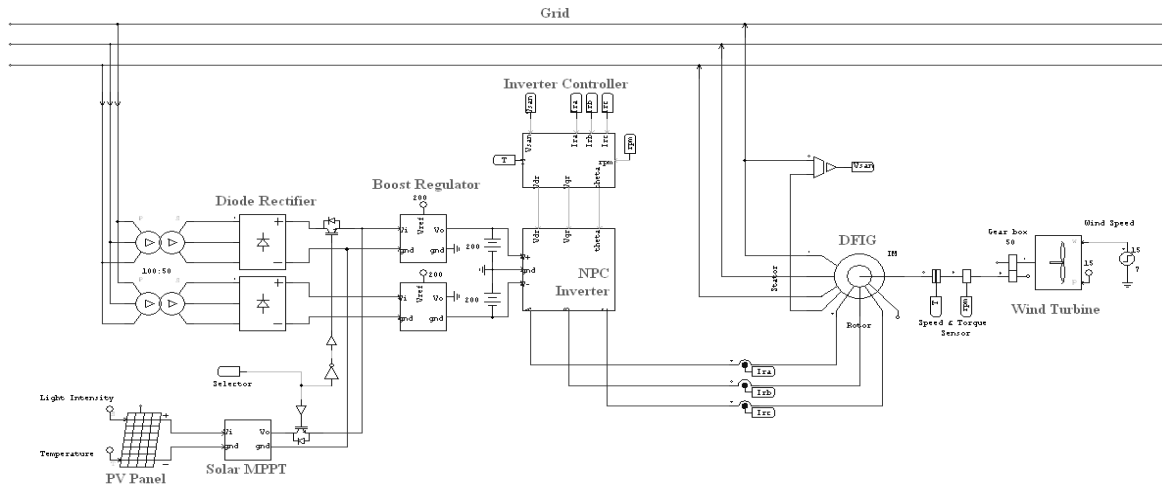 Grid
Inverter Controller
Vsan
Ira
Irb
Irc
Vsan
Ira
Irb
Irc
T
rpm
rpm
Vdr
Vqr
theta
Vsan
Boost Regulator
200
Diode Rectifier
P
S
+
-
Vi
Vref
Vo
gnd
gnd
200
Vdr
Vqr
theta
V+
gnd
V-
NPC
Inverter
DFIG
IM
Stator
Rotor
Gear box
50
Wind Speed
15
15
7
Wind Turbine
T
rpm
Speed & Torque
Sensor
100:50
P
S
+
-
200
Vi
Vref
Vo
gnd
gnd
200
Ira
Irb
Irc
Selector
Light Intensity
Temperature
+
-
PV Panel
Vi
Vo
gnd
gnd
Solar MPPT